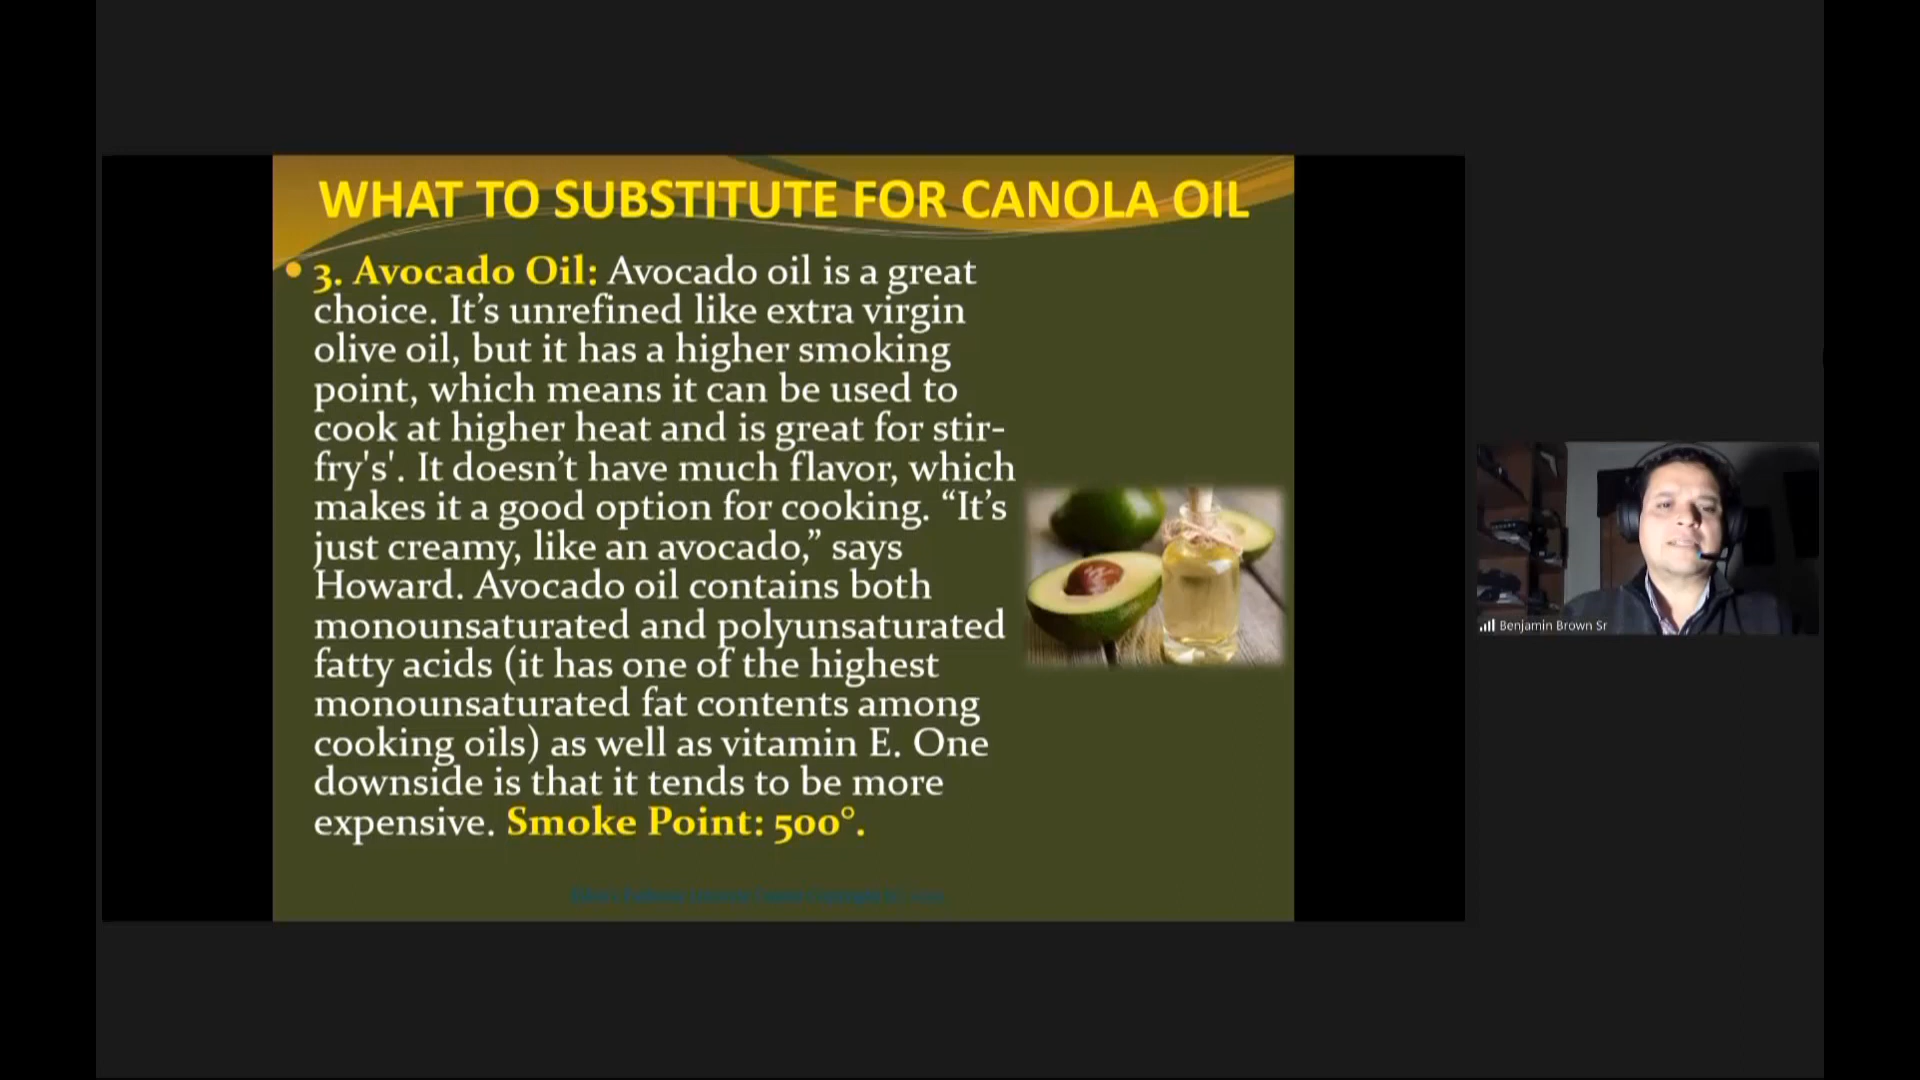 WHAT TO SUBSTITUTE FOR CANOLA OIL
• 3. Avocado Oil: Avocado oil is a great
choice. It’s unrefined like extra virgin
olive oil, but it has a higher smoking
point, which means it can be used to
cook at higher heat and is great for stir-
fry's'. It doesn’t have much flavor, which
makes it a good option for cooking. “It’s
just creamy, like an avocado,” says
Howard. Avocado oil contains both
monounsaturated and polyunsaturated
fatty acids (it has one of the highest
monounsaturated fat contents among
cooking oils) as well as vitamin E. One
downside is that it tends to be more
expensive. Smoke Point: 500°.
Benjamin Brown Sr